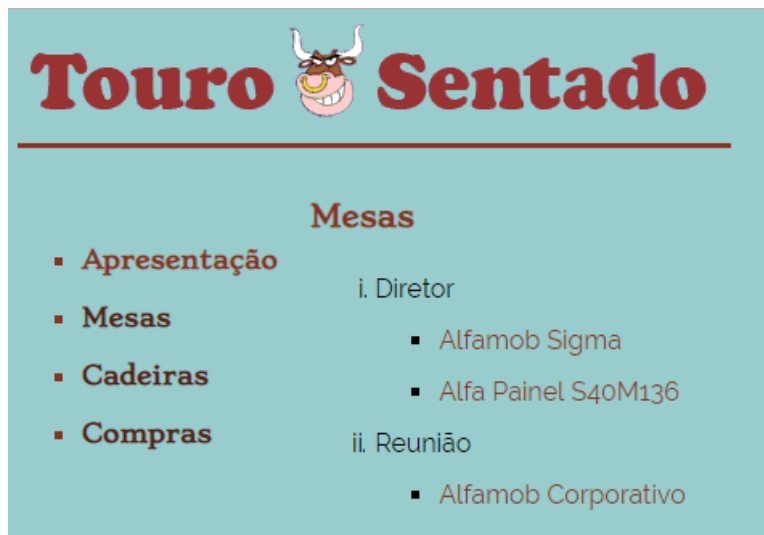 Touro Sentado
Apresentação
Mesas
Cadeiras
Compras
Mesas
i. Diretor
Alfamob Sigma
Alfa Painel S40M136
ii. Reunião
Alfamob Corporativo